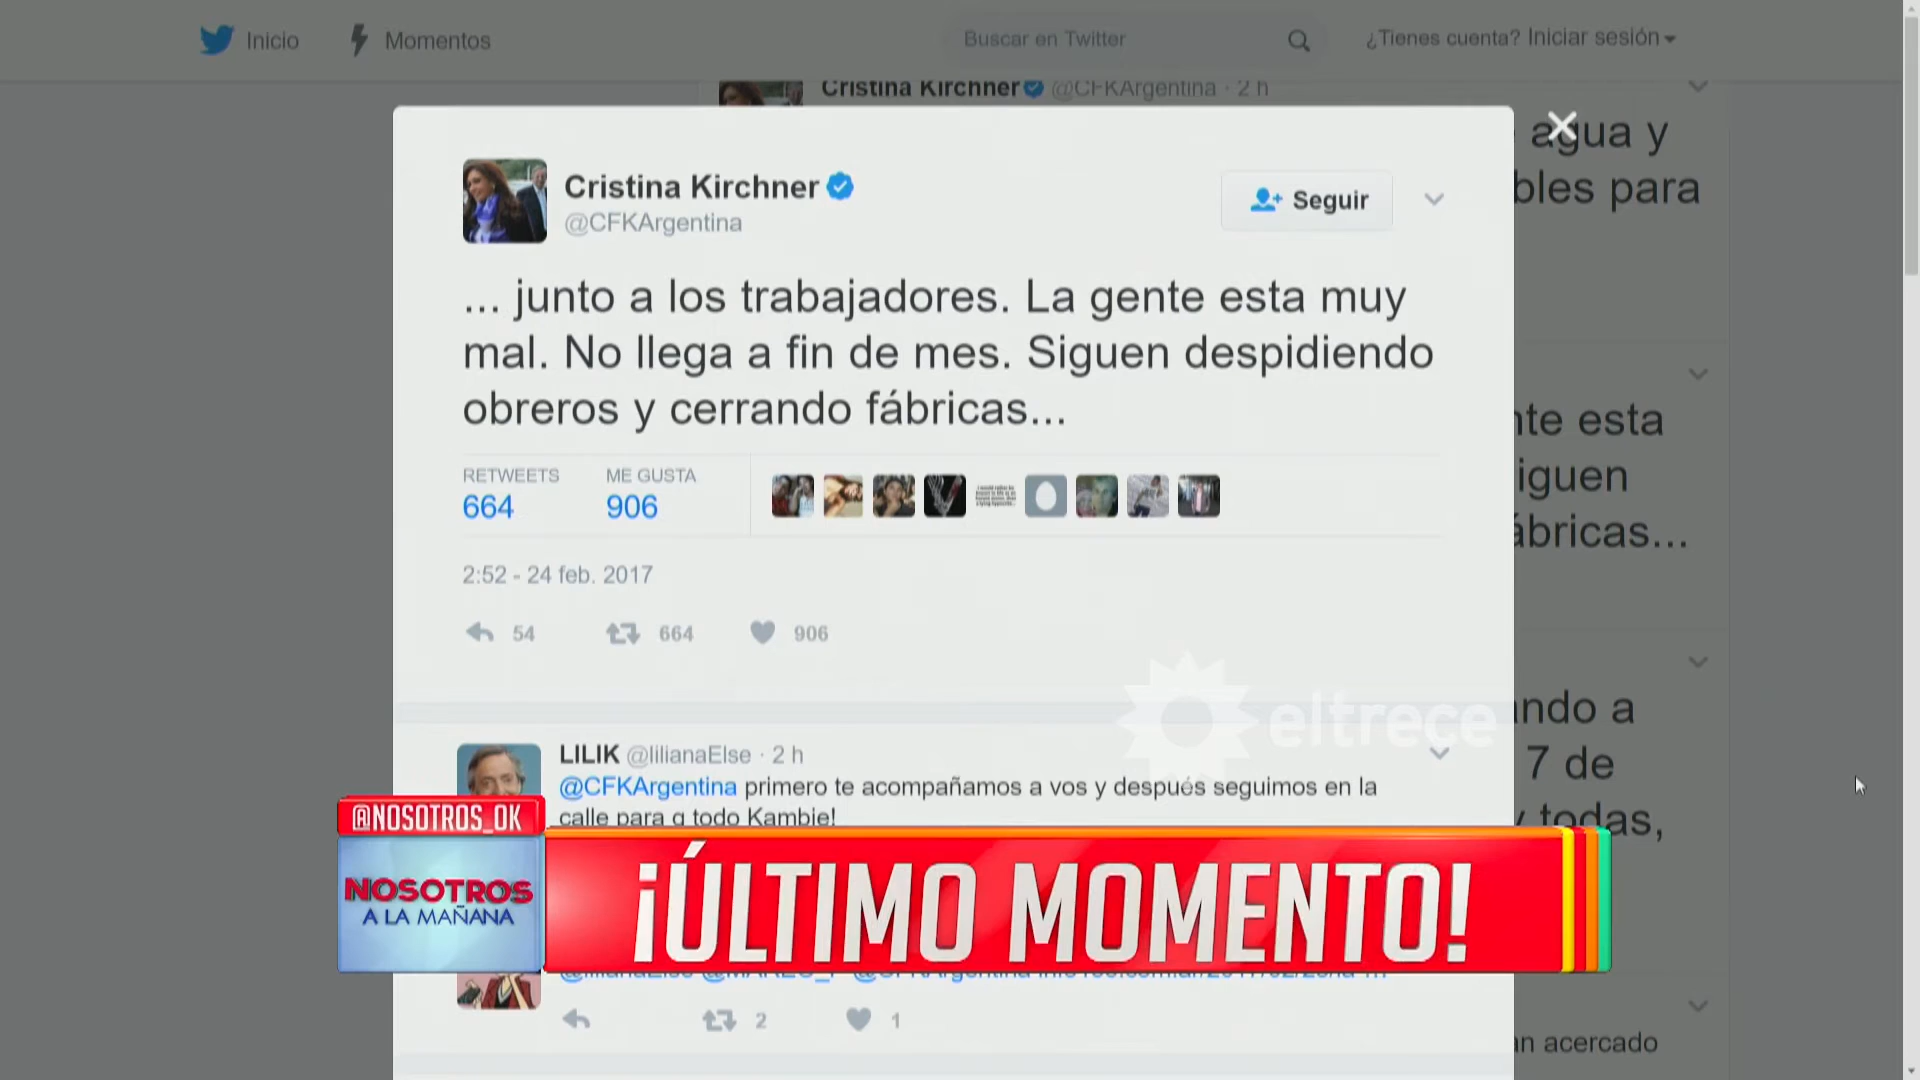 Inicio
Momentos
Buscar en Twitter
¿Tienes cuenta? Iniciar sesión
Cristina Kirchner @CFKArgentina · 2 h
agua y
bles para
Cristina Kirchner
@CFKArgentina
Seguir
... junto a los trabajadores. La gente esta muy
mal. No llega a fin de mes. Siguen despidiendo
obreros y cerrando fábricas...
nte esta
iguen
ábricas...
RETWEETS
664
ME GUSTA
906
2:52 - 24 feb. 2017
54
664
906
eltrece
ndo a
7 de
y todas,
LILIK @lilianaElse · 2 h
@CFKArgentina primero te acompañamos a vos y después seguimos en la
calle para q todo Kambie!
@NOSOTROS_OK
NOSOTROS
A LA MAÑANA
¡ÚLTIMO MOMENTO!
2
1
an acercado